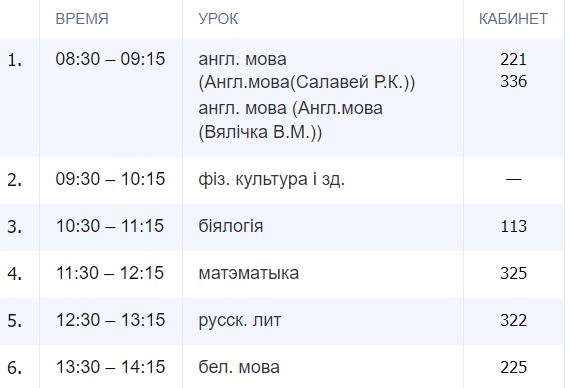 ВРЕМЯ УРОК КАБИНЕТ
1. 08:30 – 09:15 англ. мова 221
(Англ.мова(Салавей Р.К.)) 336
англ. мова (Англ.мова
(Вялічка В.М.))
2. 09:30 – 10:15 фіз. культура і зд. —
3. 10:30 – 11:15 біялогія 113
4. 11:30 – 12:15 матэматыка 325
5. 12:30 – 13:15 русск. лит 322
6. 13:30 – 14:15 бел. мова 225